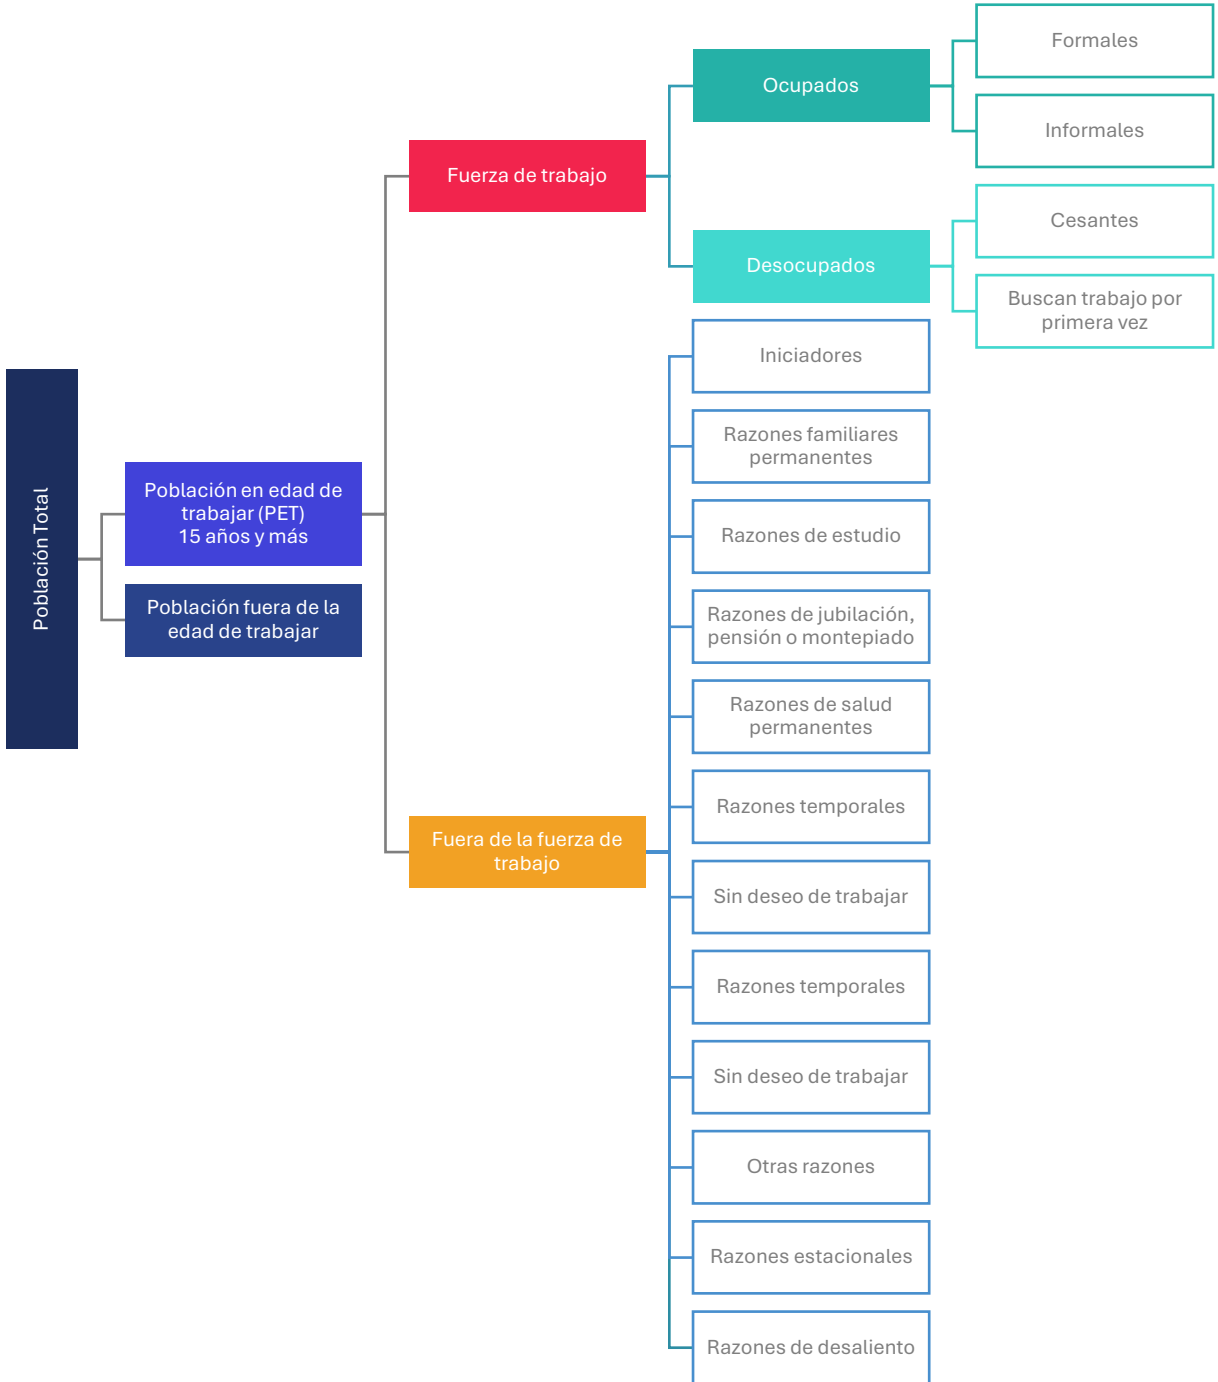 Formales
Ocupados
Informales
Fuerza de trabajo
Cesantes
Desocupados
Buscan trabajo por
primera vez
Iniciadores
Razones familiares
permanentes
Población Total
Población en edad de
trabajar (PET)
15 años y más
Razones de estudio
Población fuera de la
edad de trabajar
Razones de jubilación,
pensión o montepiado
Razones de salud
permanentes
Razones temporales
Fuera de la fuerza de
trabajo
Sin deseo de trabajar
Razones temporales
Sin deseo de trabajar
Otras razones
Razones estacionales
Razones de desaliento